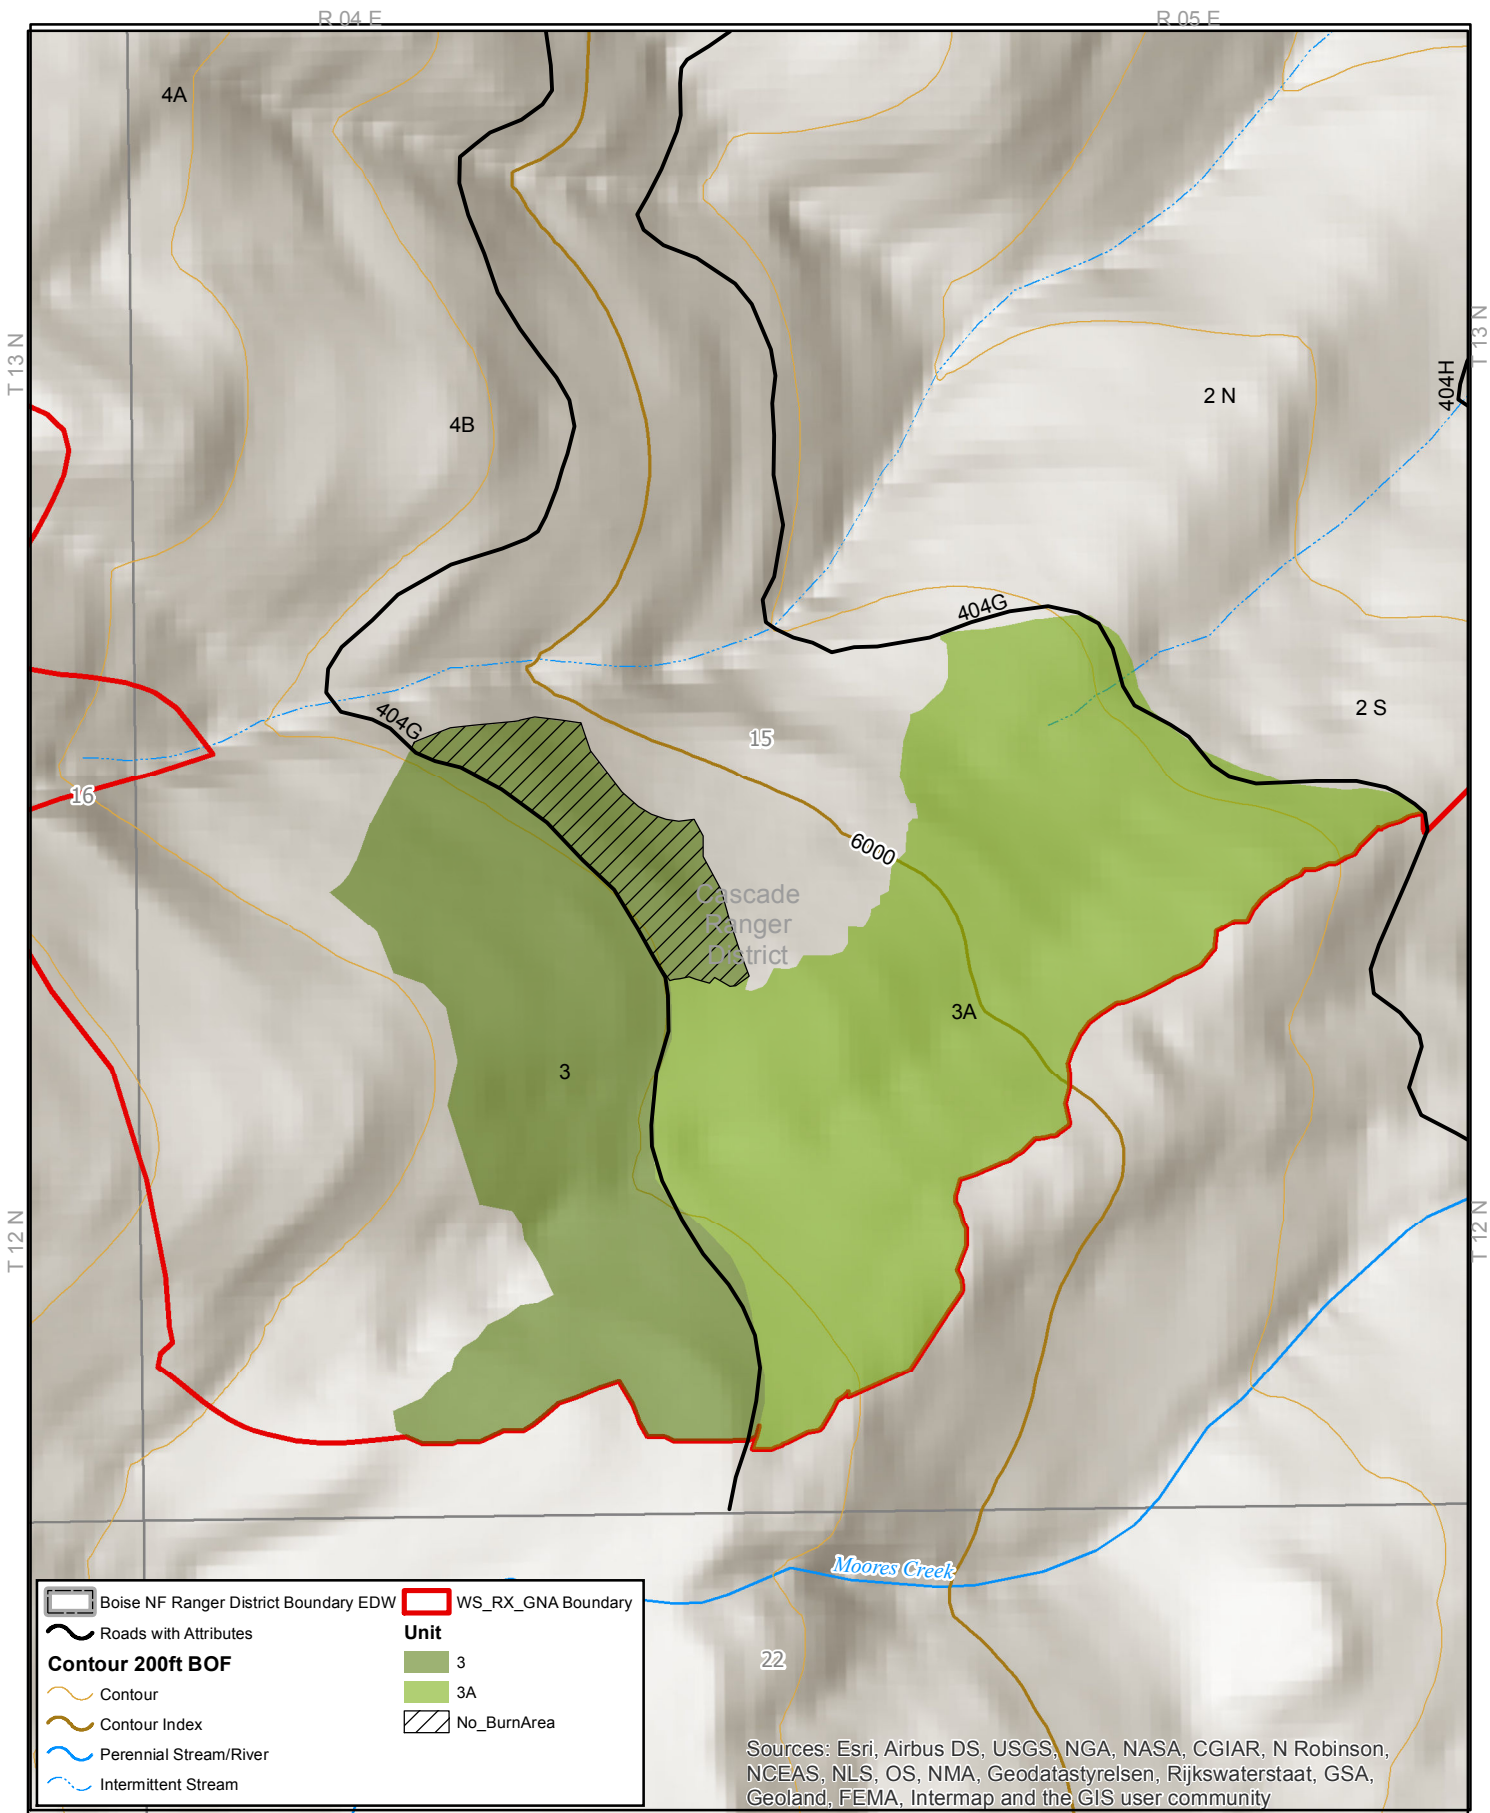 R 04 E
R 05 E
4A
T 13 N
T 13 N
404H
2 N
4B
404G
404G
2 S
15
16
6000
Cascade
Ranger
District
3A
3
T 12 N
T 12 N
Moores Creek
22
Boise NF Ranger District Boundary EDW
Roads with Attributes
Contour 200ft BOF
Contour
Contour Index
Perennial Stream/River
Intermittent Stream
WS_RX_GNA Boundary
Unit
3
3A
No_BurnArea
Sources: Esri, Airbus DS, USGS, NGA, NASA, CGIAR, N Robinson,
NCEAS, NLS, OS, NMA, Geodatastyrelsen, Rijkswaterstaat, GSA,
Geoland, FEMA, Intermap and the GIS user community